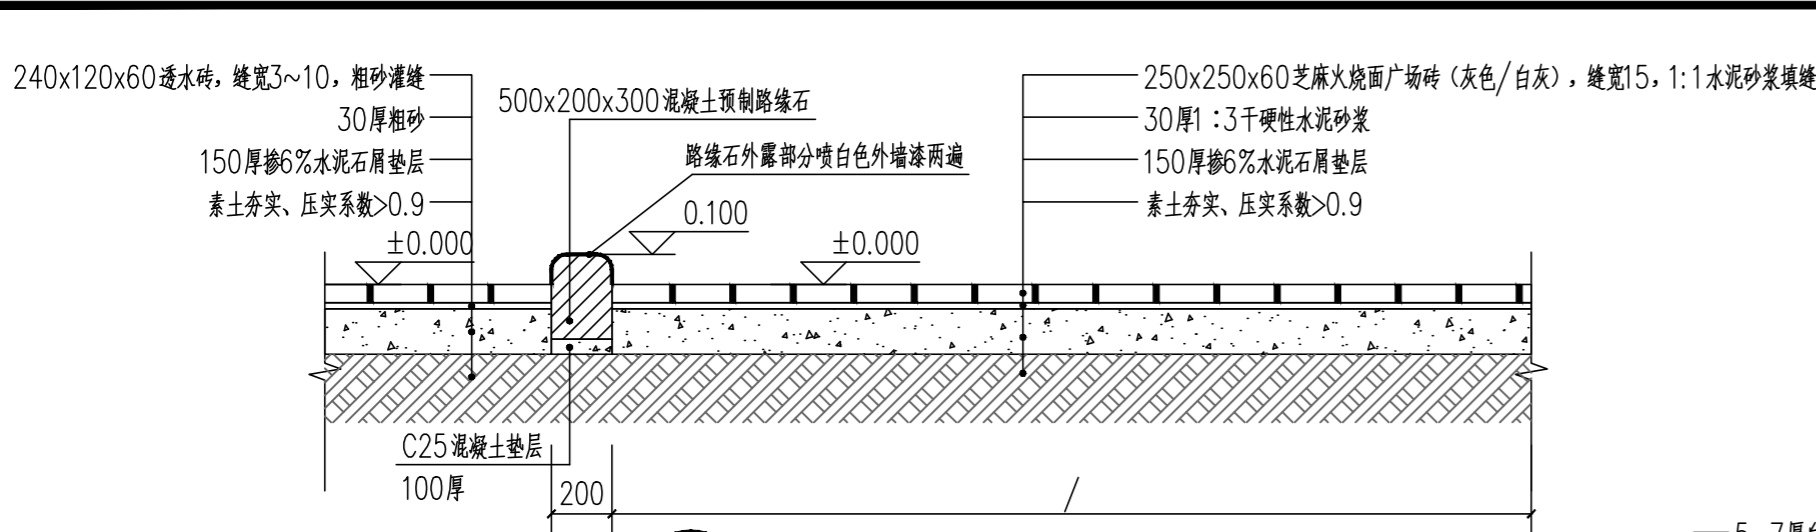 240x120x60透水砖,缝宽3~10,粗砂灌缝
30厚粗砂
150厚掺6%水泥石屑垫层
素土夯实、压实系数>0.9
±0.000
500x200x300混凝土预制路缘石
路缘石外露部分喷白色外墙漆两遍
0.100
±0.000
250x250x60芝麻火烧面广场砖(灰色/白灰),缝宽15,1:1水泥砂浆填缝
30厚1:3干硬性水泥砂浆
150厚掺6%水泥石屑垫层
素土夯实、压实系数>0.9
C25混凝土垫层
100厚
200
/